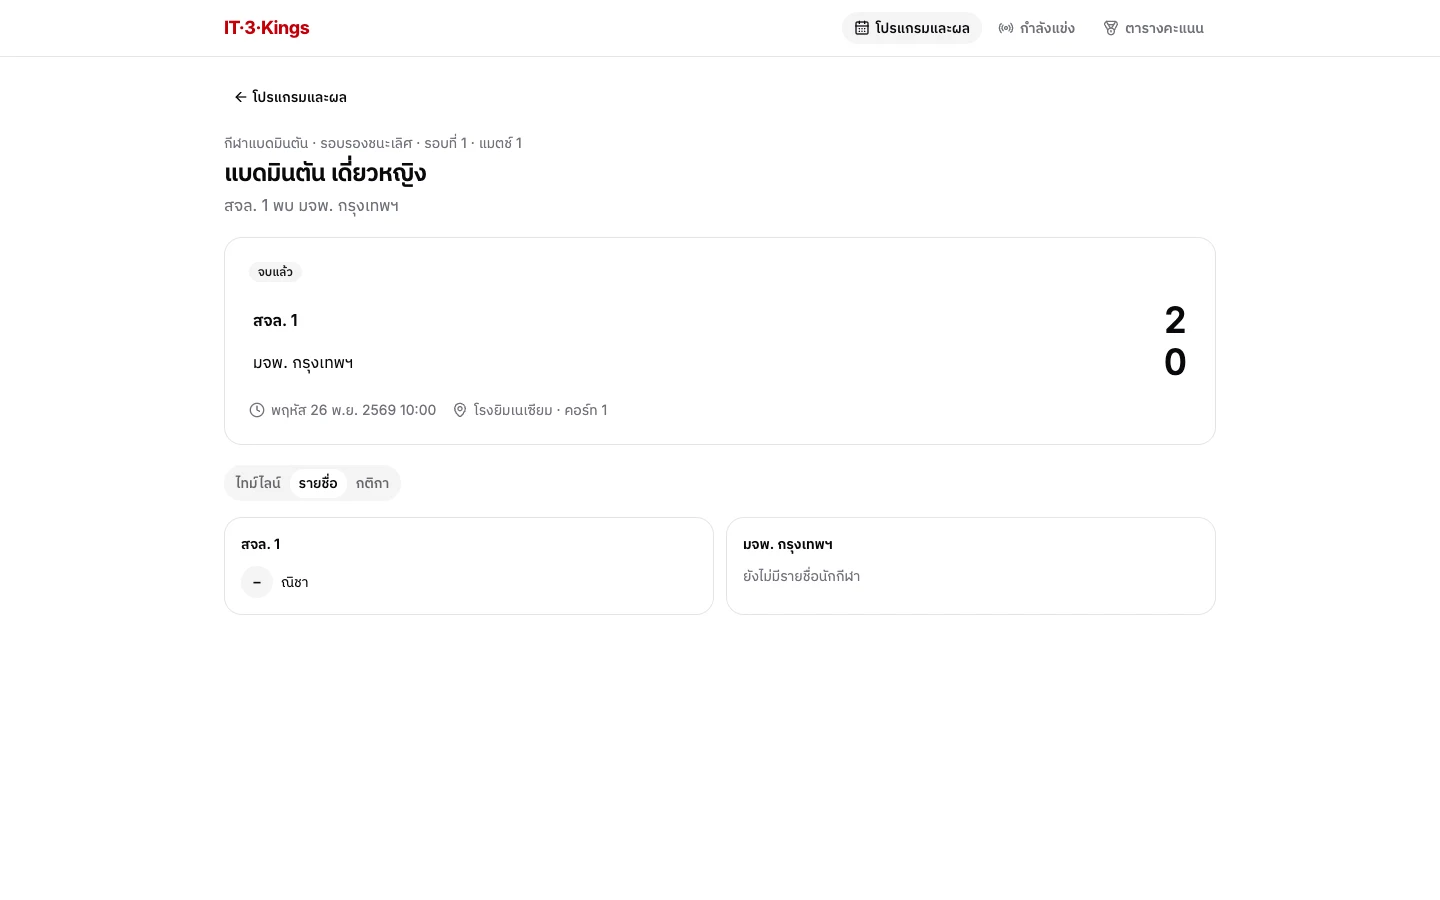 IT·3·Kings
โปรแกรมและผล
กำลังแข่ง
ตารางคะแนน
โปรแกรมและผล
กีฬาแบดมินตัน · รอบรองชนะเลิศ · รอบที่ 1 · แมตช์ 1
แบดมินตัน เดี่ยวหญิง
สจล. 1 พบ มจพ. กรุงเทพฯ
จบแล้ว
สจล. 1 2
มจพ. กรุงเทพฯ 0
พฤหัส 26 พ.ย. 2569 10:00 โรงยิมเนเซียม · คอร์ท 1
ไทม์ไลน์ รายชื่อ กติกา
สจล. 1
– ณิชา
มจพ. กรุงเทพฯ
ยังไม่มีรายชื่อนักกีฬา